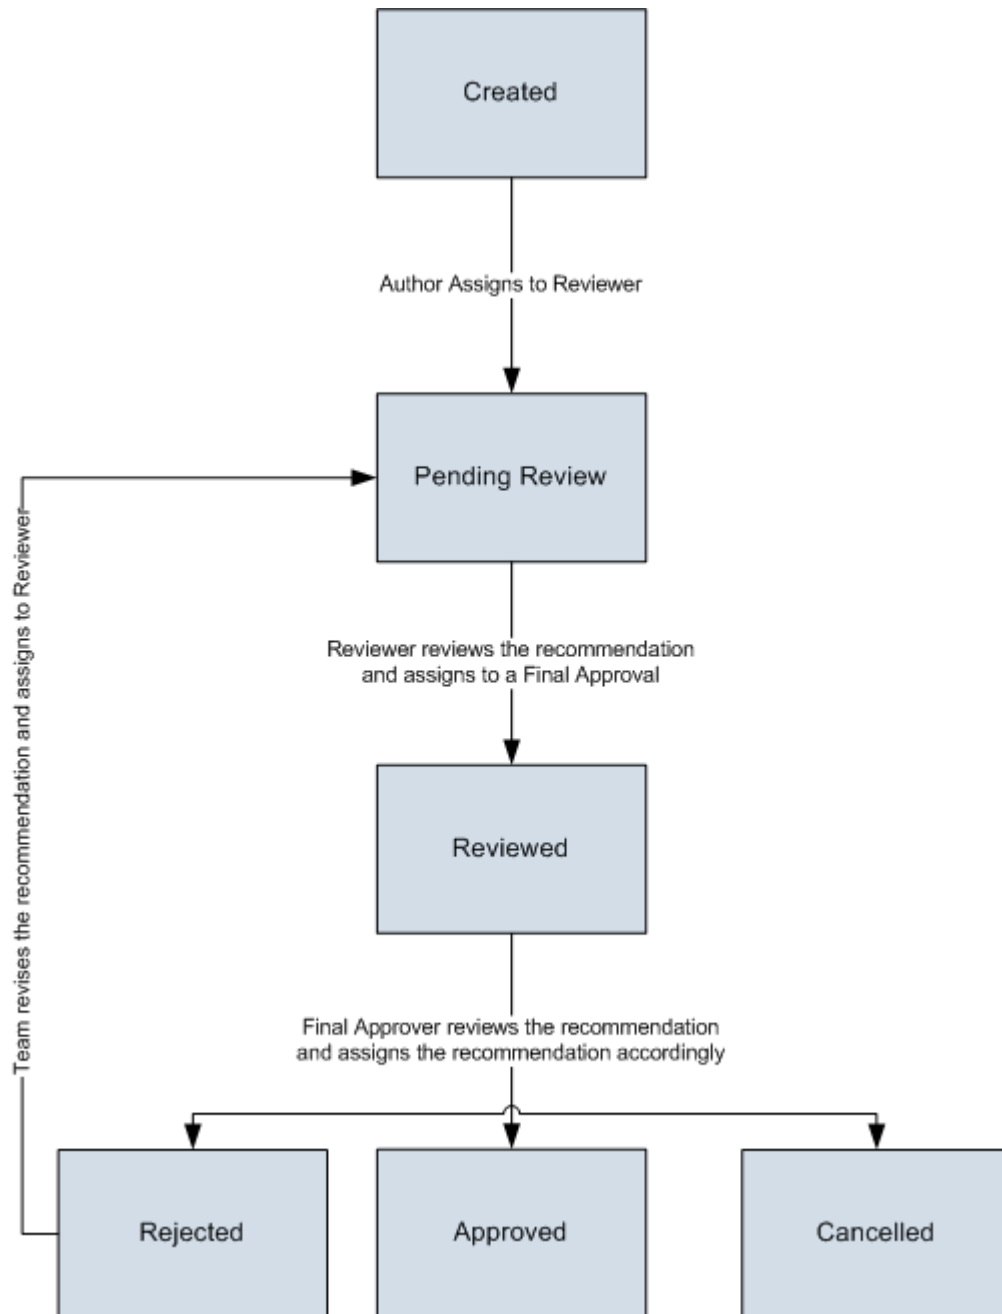 Created
Author Assigns to Reviewer
Pending Review
Team revises the recommendation and assigns to Reviewer
Reviewer reviews the recommendation
and assigns to a Final Approval
Reviewed
Final Approver reviews the recommendation
and assigns the recommendation accordingly
Rejected
Approved
Cancelled